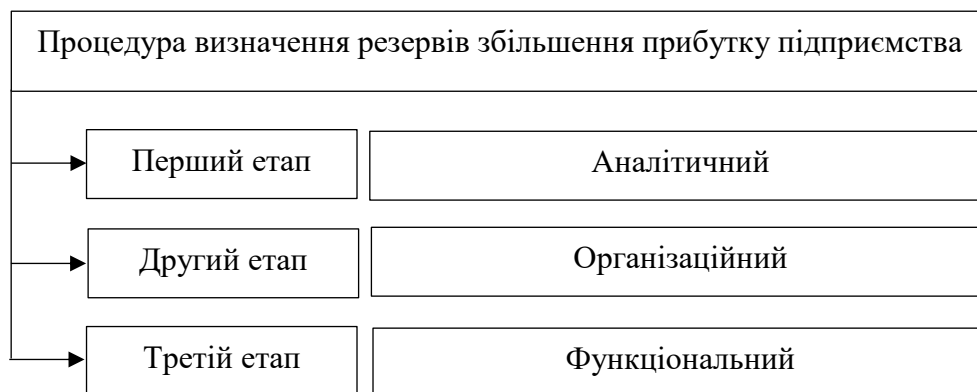 Процедура визначення резервів збільшення прибутку підприємства
Перший етап
Аналітичний
Другий етап
Організаційний
Третій етап
Функціональний